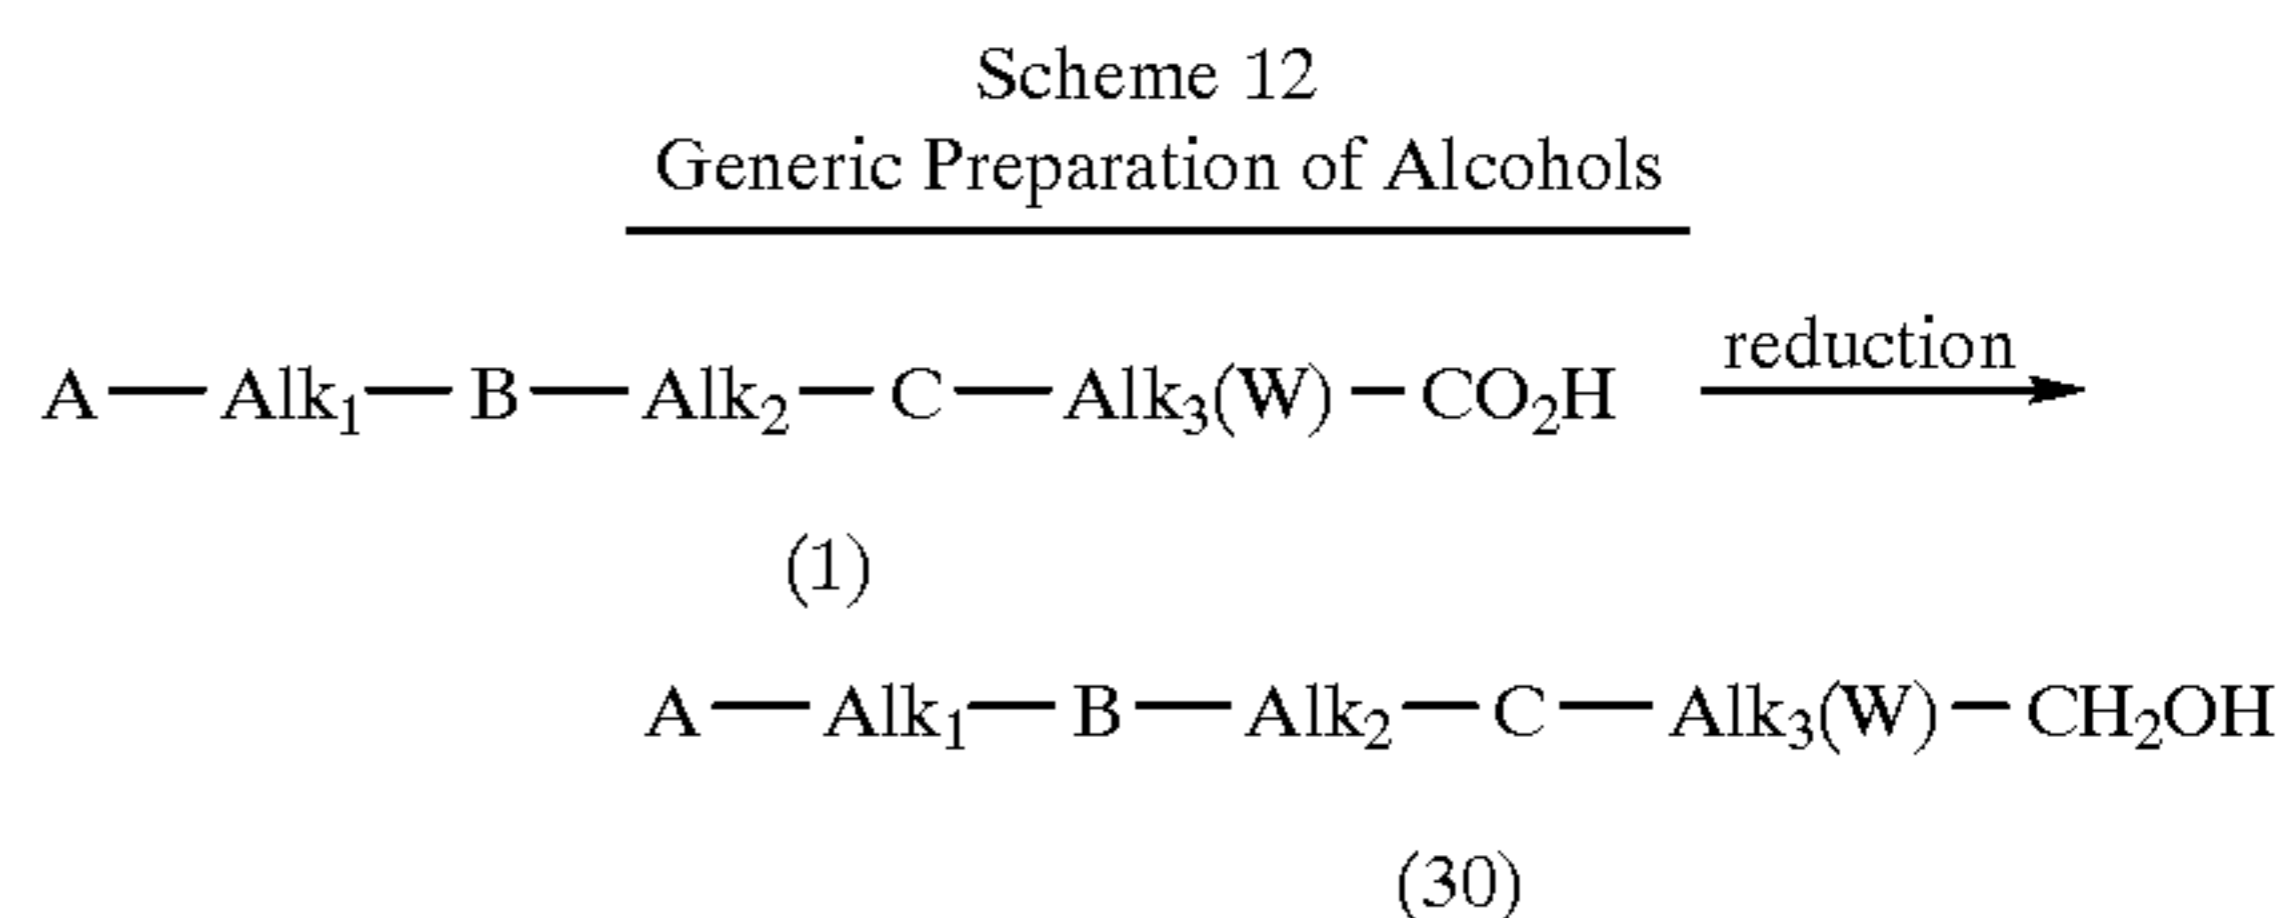 Scheme 12
Generic Preparation of Alcohols
A—Alk₁—B—Alk₂—C—Alk₃(W)—CO₂H reduction
(1)
A—Alk₁—B—Alk₂—C—Alk₃(W)—CH₂OH
(30)